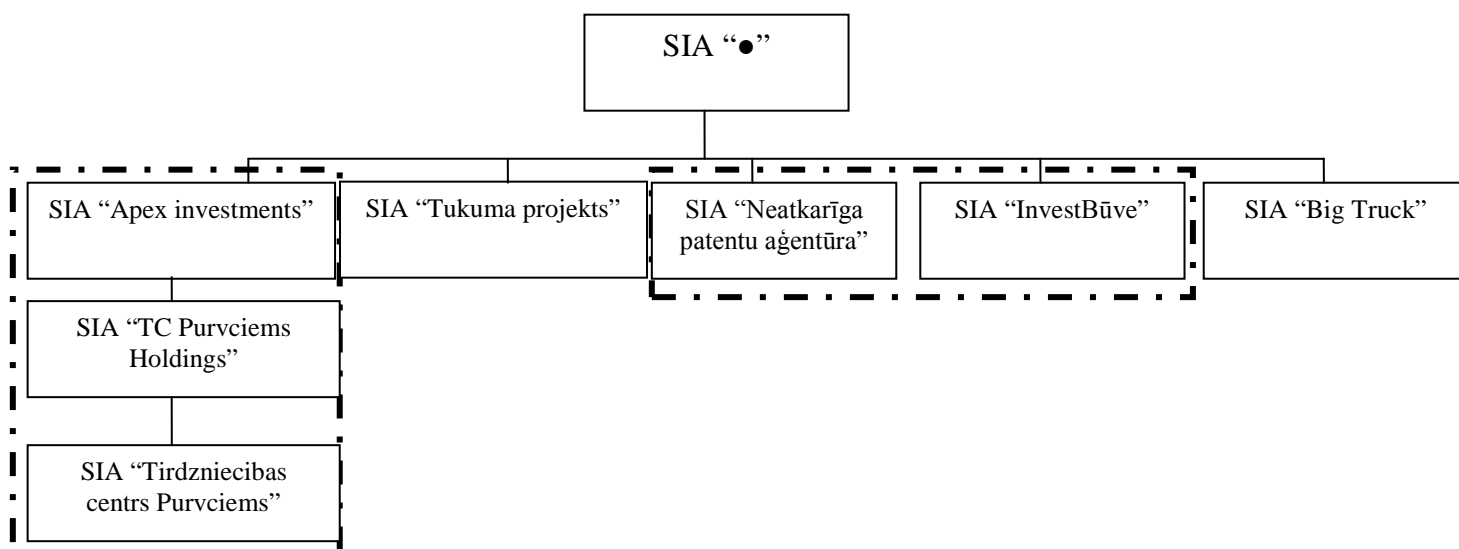 SIA “●”
SIA “Apex investments”
SIA “Tukuma projekts”
SIA “Neatkarīga
patentu aģentūra”
SIA “InvestBūve”
SIA “Big Truck”
SIA “TC Purvciems
Holdings”
SIA “Tirdzniecības
centrs Purvciems”